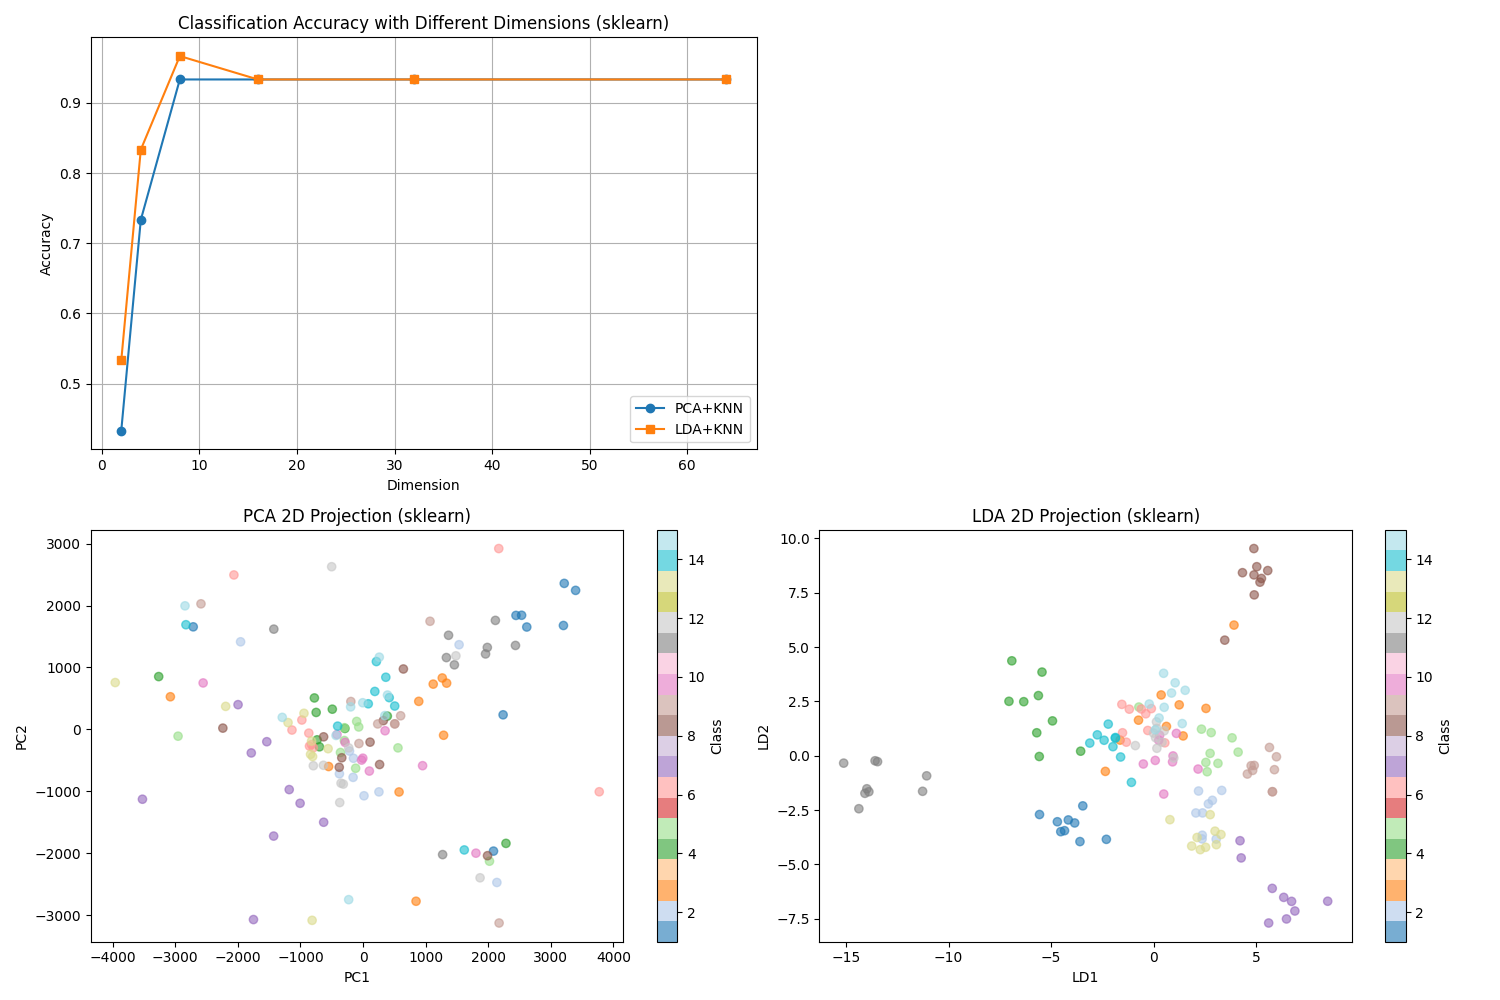 Classification Accuracy with Different Dimensions (sklearn)
0.9
0.8
0.7
0.6
0.5
Accuracy
0 10 20 30 40 50 60
Dimension
PCA+KNN
LDA+KNN
PCA 2D Projection (sklearn)
3000
2000
1000
0
−1000
−2000
−3000
PC2
−4000 −3000 −2000 −1000 0 1000 2000 3000 4000
PC1
14
12
10
8
6
4
2
Class
LDA 2D Projection (sklearn)
10.0
7.5
5.0
2.5
0.0
−2.5
−5.0
−7.5
LD2
−15 −10 −5 0 5
LD1
14
12
10
8
6
4
2
Class